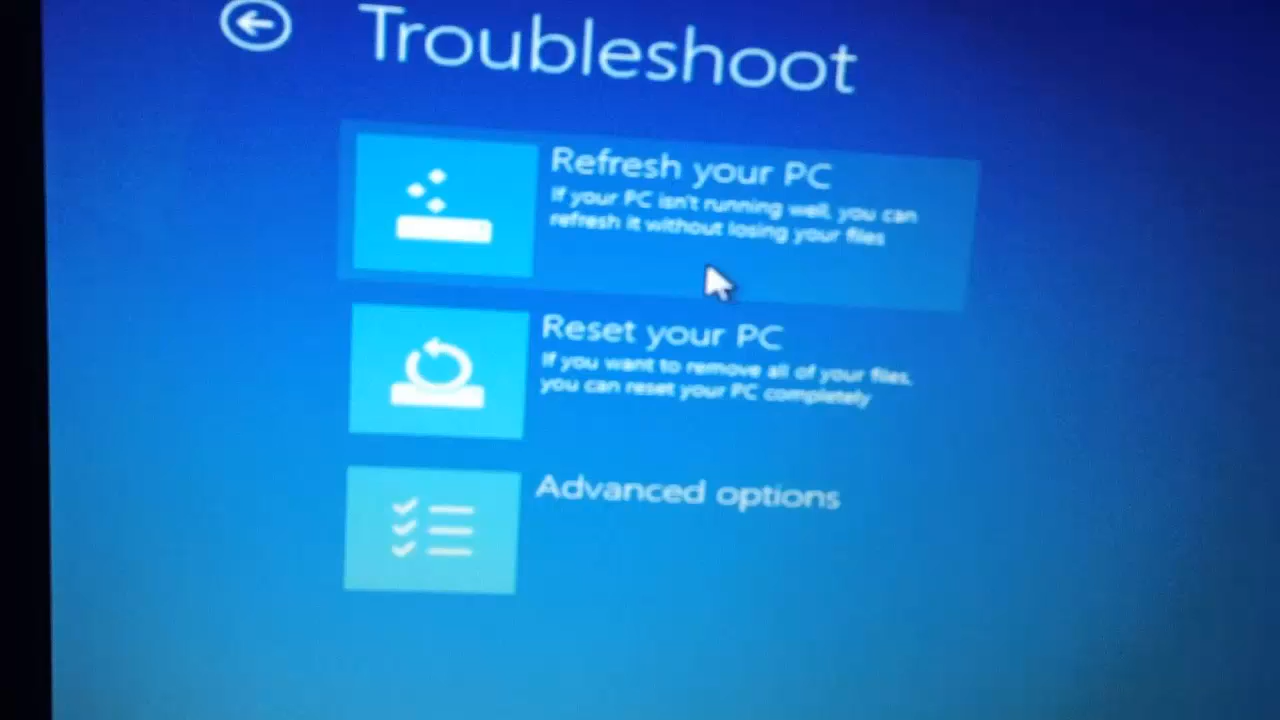 Troubleshoot
Refresh your PC
If your PC isn't running well, you can
refresh it without losing your files
Reset your PC
If you want to remove all of your files,
you can reset your PC completely
Advanced options